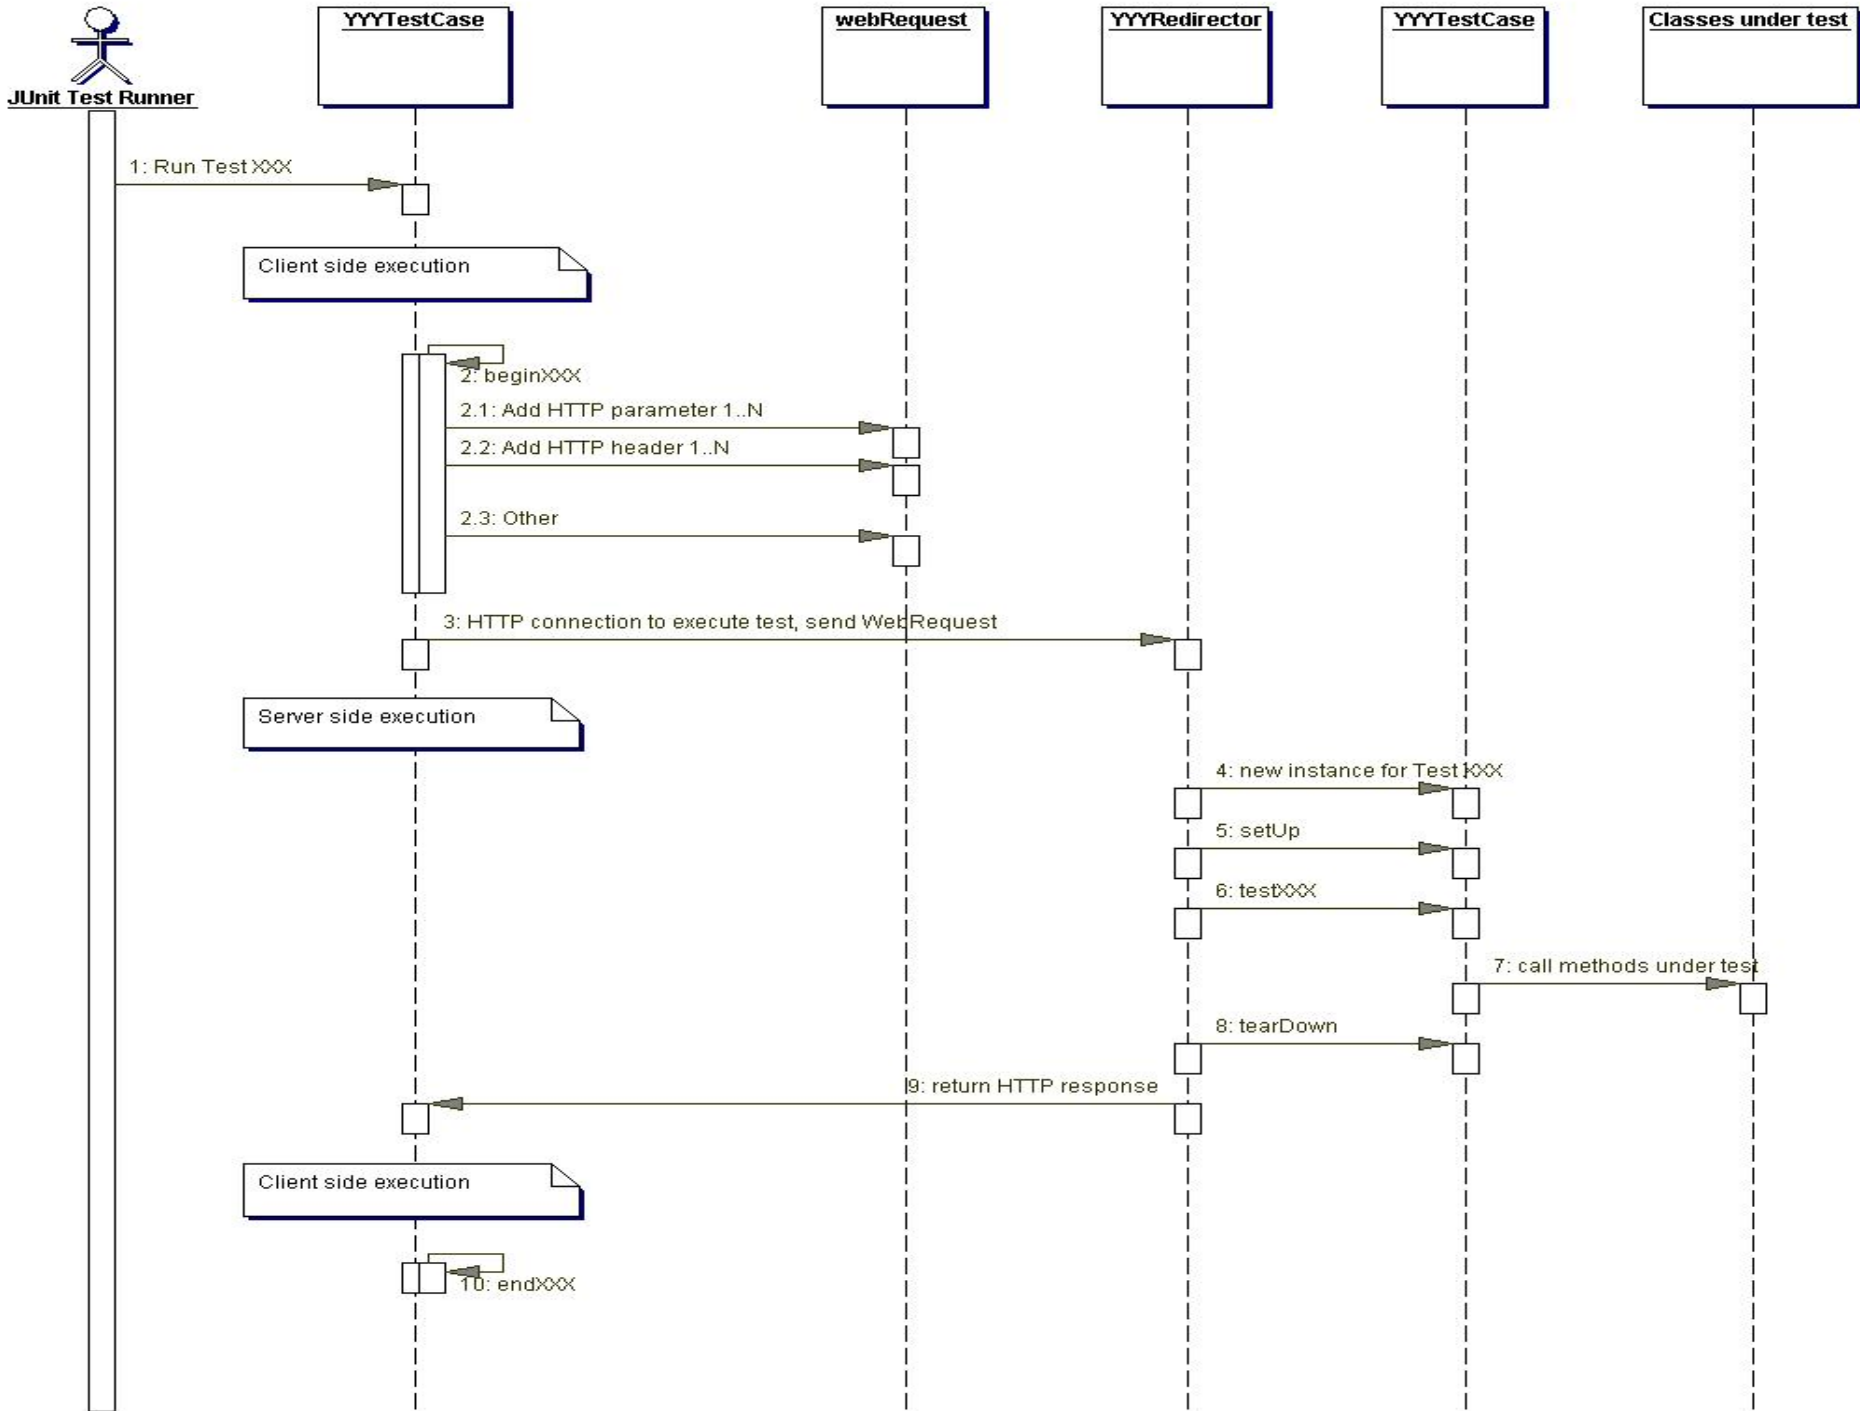 YYYTestCase
webRequest
YYYRedirector
YYYTestCase
Classes under test
JUnit Test Runner
1: Run Test XXX
Client side execution
2: beginXXX
2.1: Add HTTP parameter 1..N
2.2: Add HTTP header 1..N
2.3: Other
3: HTTP connection to execute test, send WebRequest
Server side execution
4: new instance for Test XXX
5: setUp
6: testXXX
7: call methods under test
8: tearDown
9: return HTTP response
Client side execution
10: endXXX